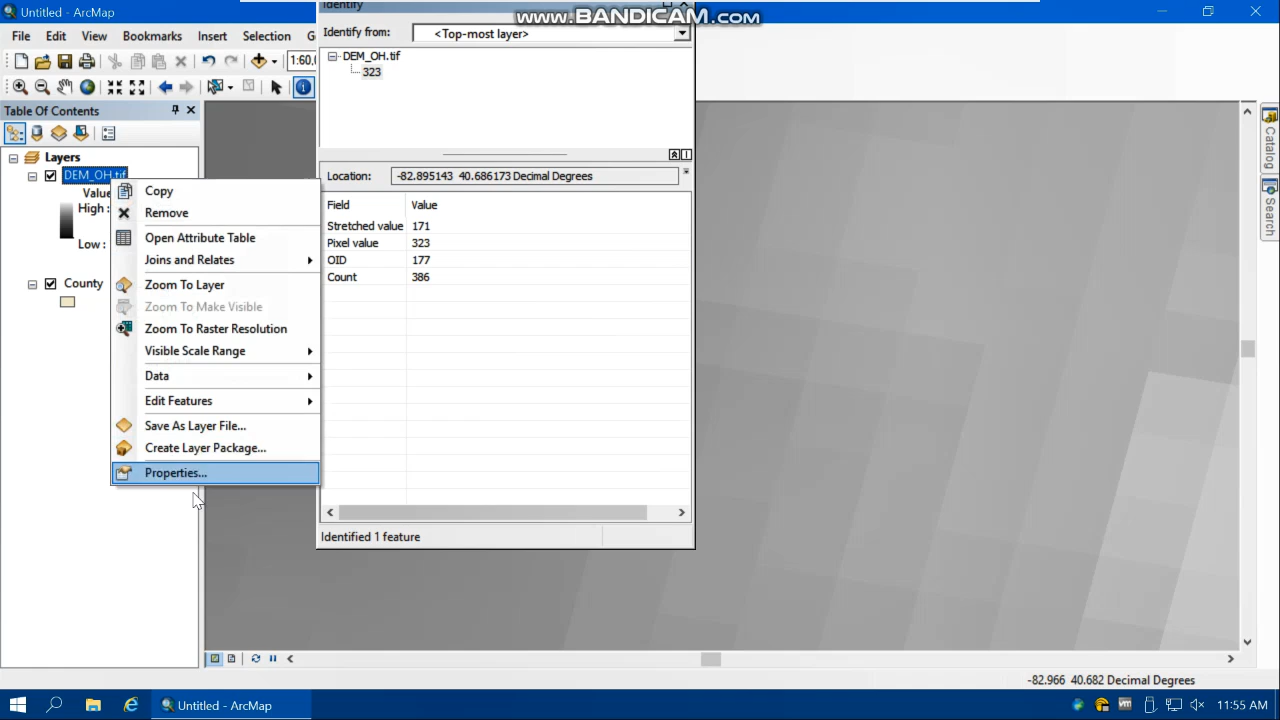 Untitled - ArcMap
Identify
www.BANDICAM.com
File Edit View Bookmarks Insert Selection G
Identify from: <Top-most layer>
1:60,0
DEM_OH.tif
323
Table Of Contents
Layers
DEM_OH.tif
Value
High :
Low :
County
Copy
Remove
Open Attribute Table
Joins and Relates
Zoom To Layer
Zoom To Make Visible
Zoom To Raster Resolution
Visible Scale Range
Data
Edit Features
Save As Layer File...
Create Layer Package...
Properties...
Location: -82.895143 40.686173 Decimal Degrees
Field Value
Stretched value 171
Pixel value 323
OID 177
Count 386
Identified 1 feature
Catalog
Search
-82.966 40.682 Decimal Degrees
Untitled - ArcMap
vm
11:55 AM